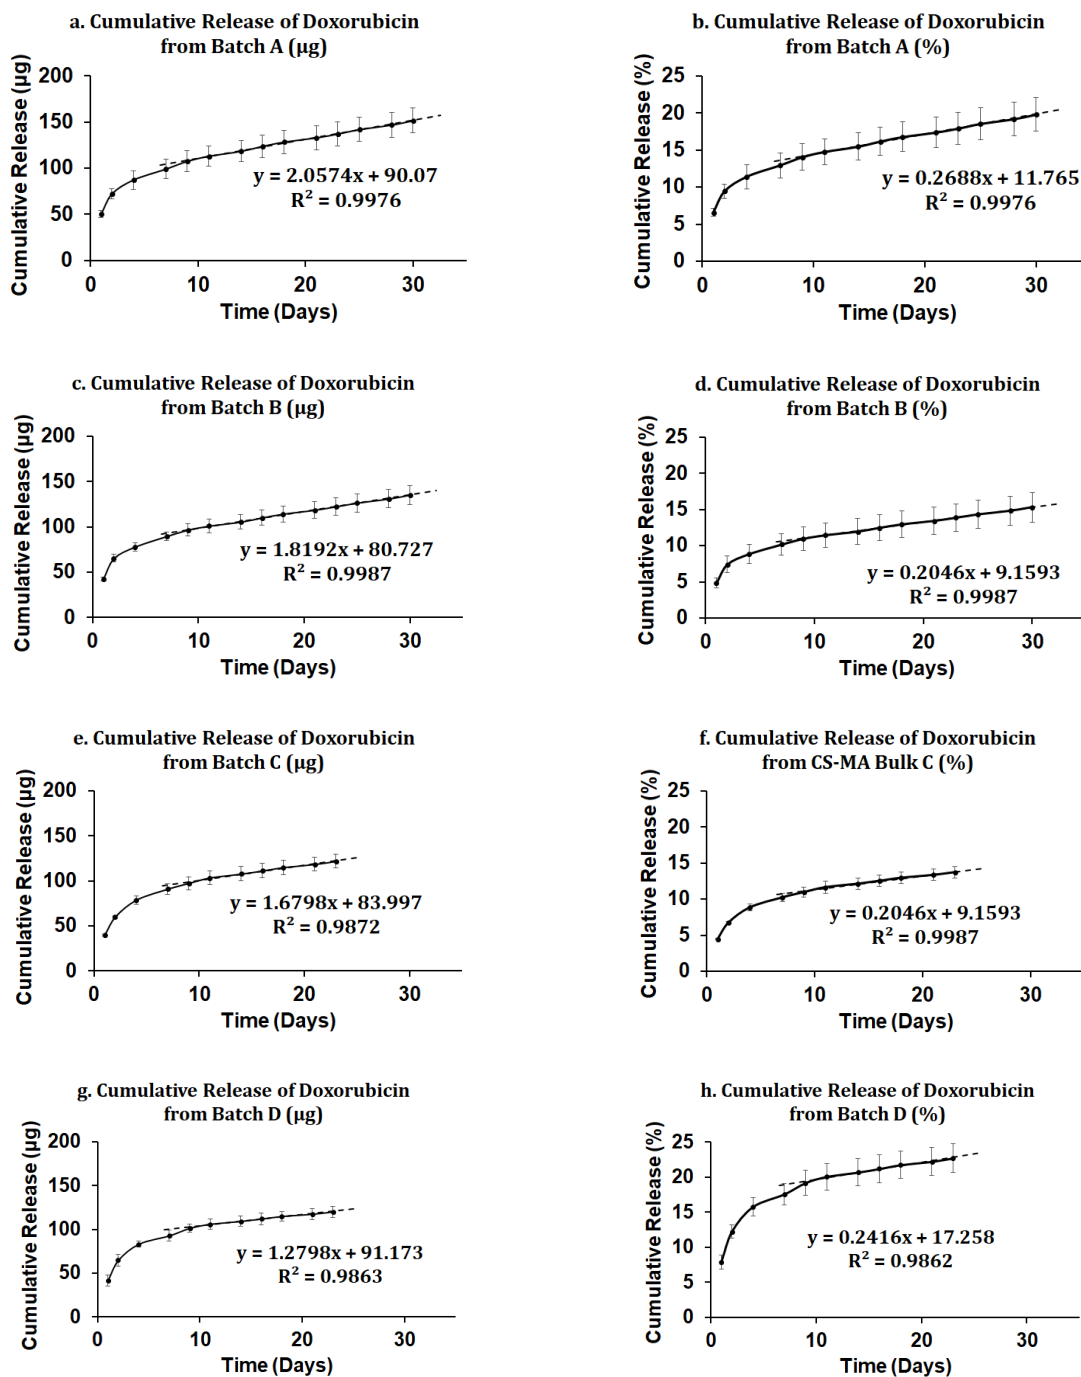 a. Cumulative Release of Doxorubicin
from Batch A (µg)
Cumulative Release (µg)
200
150
100
50
0
y = 2.0574x + 90.07
R² = 0.9976
0 10 20 30
Time (Days)
b. Cumulative Release of Doxorubicin
from Batch A (%)
Cumulative Release (%)
25
20
15
10
5
0
y = 0.2688x + 11.765
R² = 0.9976
0 10 20 30
Time (Days)
c. Cumulative Release of Doxorubicin
from Batch B (µg)
Cumulative Release (µg)
200
150
100
50
0
y = 1.8192x + 80.727
R² = 0.9987
0 10 20 30
Time (Days)
d. Cumulative Release of Doxorubicin
from Batch B (%)
Cumulative Release (%)
25
20
15
10
5
0
y = 0.2046x + 9.1593
R² = 0.9987
0 10 20 30
Time (Days)
e. Cumulative Release of Doxorubicin
from Batch C (µg)
Cumulative Release (µg)
200
150
100
50
0
y = 1.6798x + 83.997
R² = 0.9872
0 10 20 30
Time (Days)
f. Cumulative Release of Doxorubicin
from CS-MA Bulk C (%)
Cumulative Release (%)
25
20
15
10
5
0
y = 0.2046x + 9.1593
R² = 0.9987
0 10 20 30
Time (Days)
g. Cumulative Release of Doxorubicin
from Batch D (µg)
Cumulative Release (µg)
200
150
100
50
0
y = 1.2798x + 91.173
R² = 0.9863
0 10 20 30
Time (Days)
h. Cumulative Release of Doxorubicin
from Batch D (%)
Cumulative Release (%)
25
20
15
10
5
0
y = 0.2416x + 17.258
R² = 0.9862
0 10 20 30
Time (Days)